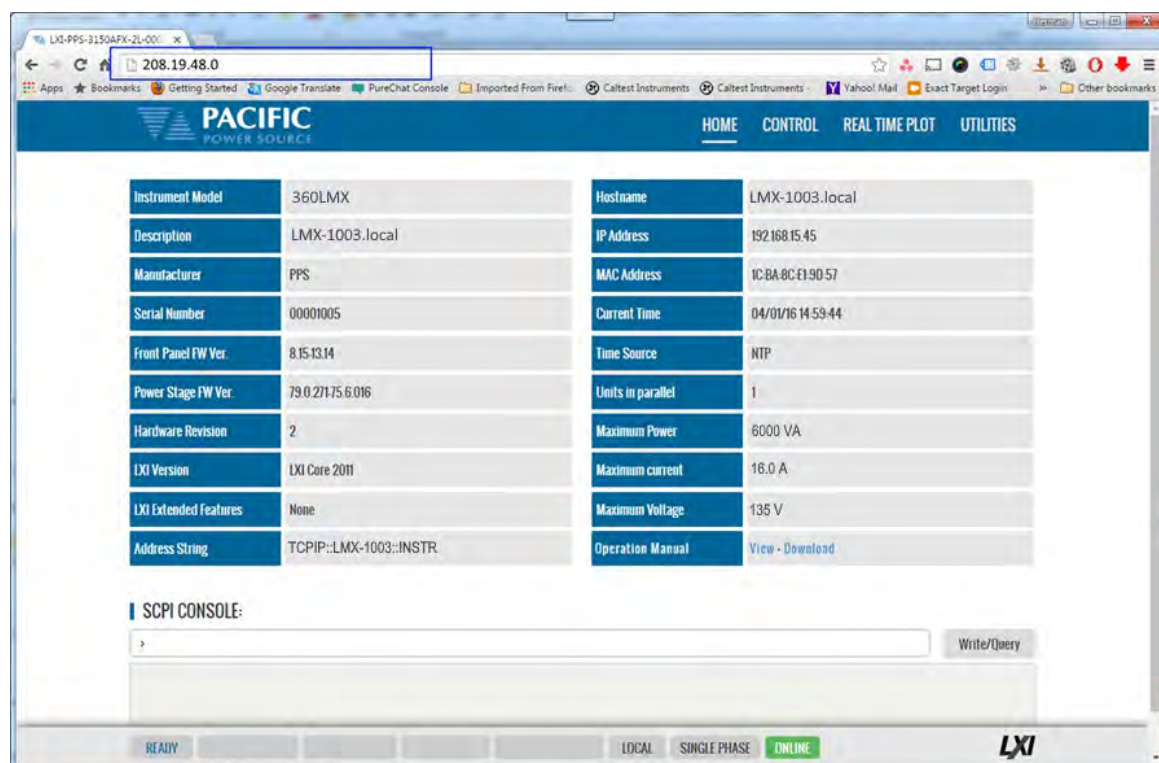 LXI-PPS-3150AFX-2L-000
208.19.48.0
Apps Bookmarks Getting Started Google Translate PureChat Console Imported From Firef Caltest Instruments Caltest Instruments - Yahoo! Mail Exact Target Login » Other bookmarks
PACIFIC
POWER SOURCE
HOME CONTROL REAL TIME PLOT UTILITIES
Instrument Model 360LMX Hostname LMX-1003.local
Description LMX-1003.local IP Address 192.168.15.45
Manufacturer PPS MAC Address 1C-BA-8C-E1-90-57
Serial Number 00001005 Current Time 04/01/16 14:59:44
Front Panel FW Ver. 8.15-13.14 Time Source NTP
Power Stage FW Ver. Units in parallel 1
Hardware Revision 2 Maximum Power 6000 VA
LXI Version LXI Core 2011 Maximum current 16.0 A
LXI Extended Features None Maximum Voltage 135 V
Address String TCPIP::LMX-1003::INSTR Operation Manual View - Download
SCPI CONSOLE:
> Write/Query
READY LOCAL SINGLE PHASE ONLINE LXI